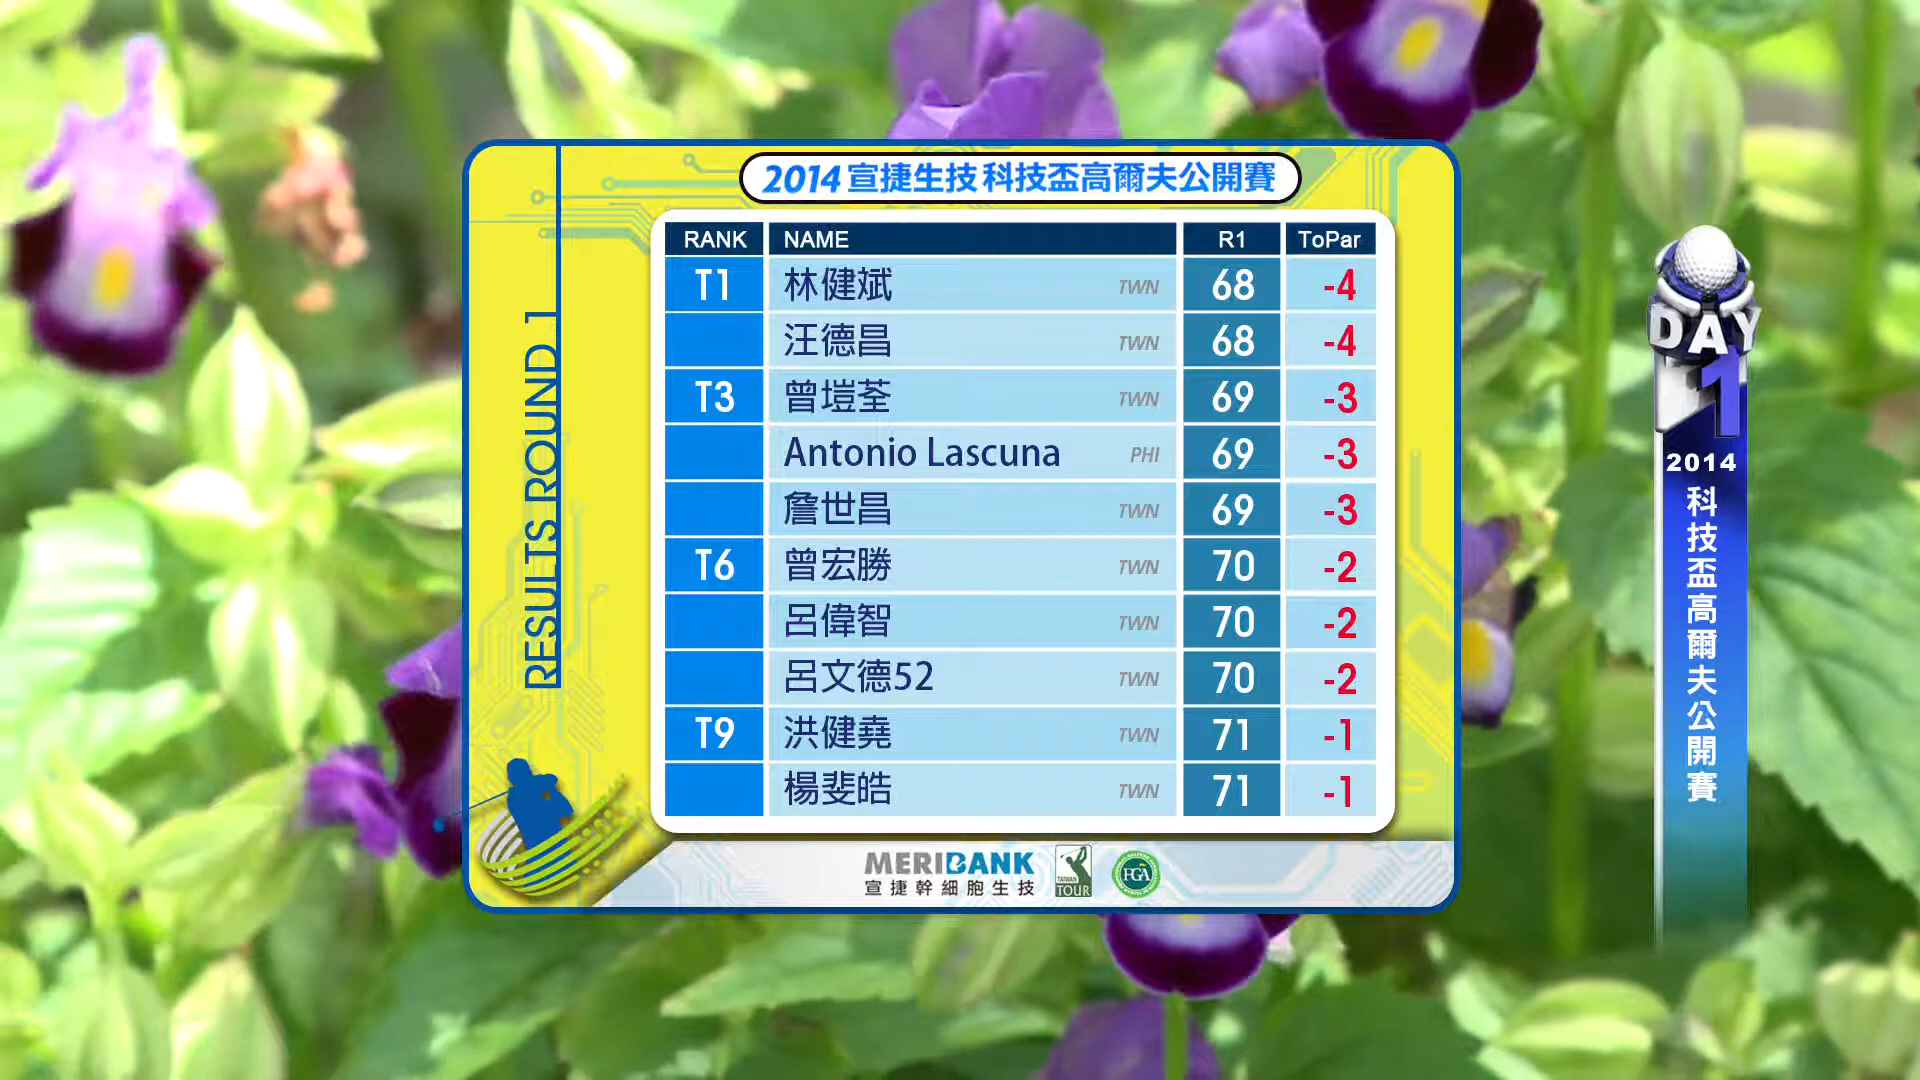 2014 宣捷生技 科技盃高爾夫公開賽
RESULTS ROUND 1
RANK NAME R1 ToPar
T1 林健斌 TWN 68 -4
汪德昌 TWN 68 -4
T3 曾塏荃 TWN 69 -3
Antonio Lascuna PHI 69 -3
詹世昌 TWN 69 -3
T6 曾宏勝 TWN 70 -2
呂偉智 TWN 70 -2
呂文德52 TWN 70 -2
T9 洪健堯 TWN 71 -1
楊斐皓 TWN 71 -1
MERIBANK
宣捷幹細胞生技
TAIWAN
TOUR
PGA
DAY
1
2014
科技盃高爾夫公開賽